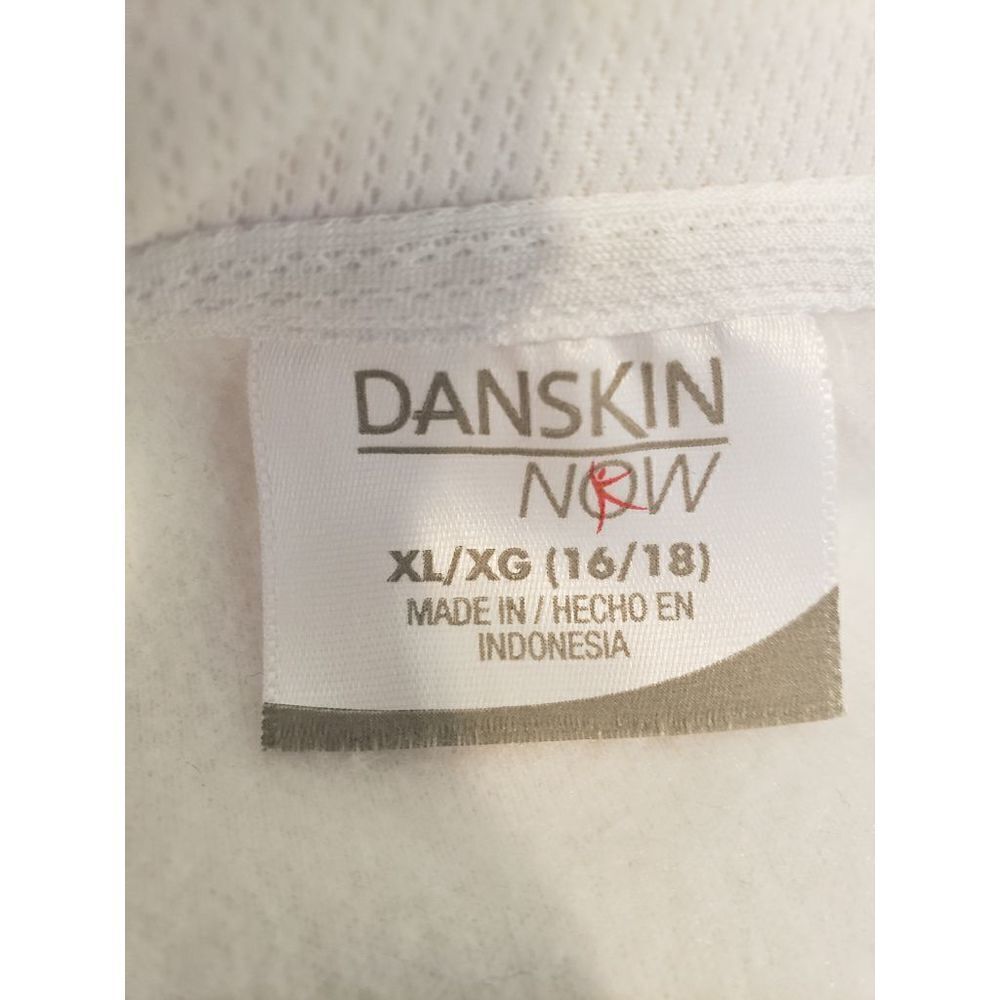 DANSKIN
NOW
XL/XG (16/18)
MADE IN / HECHO EN
INDONESIA